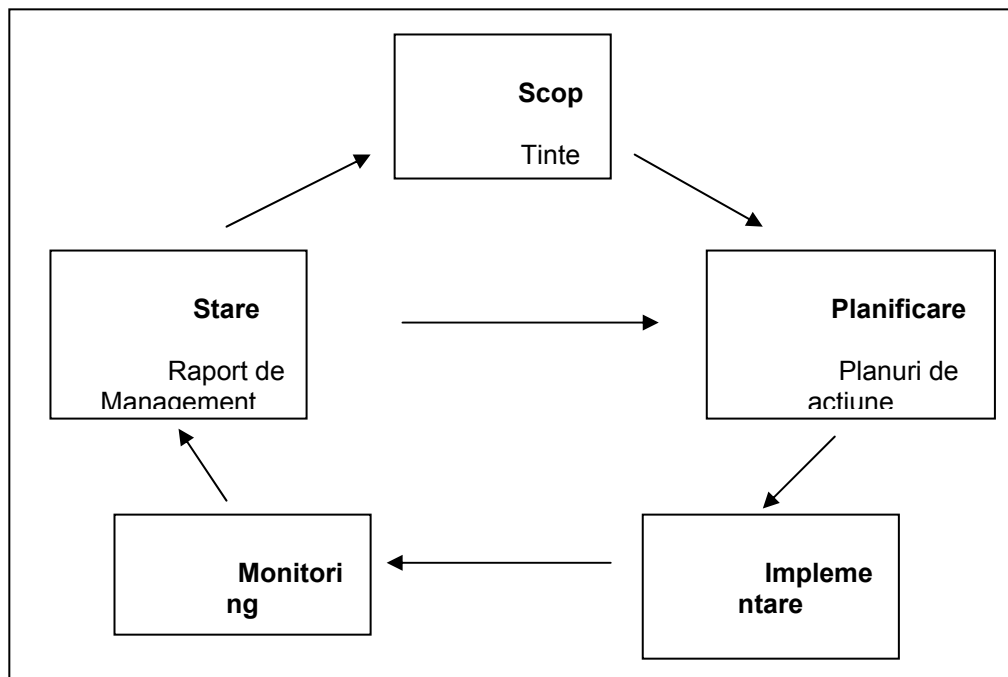 Scop
Tinte
Stare
Raport de
Management
Planificare
Planuri de
actiune
Monitori
ng
Impleme
ntare